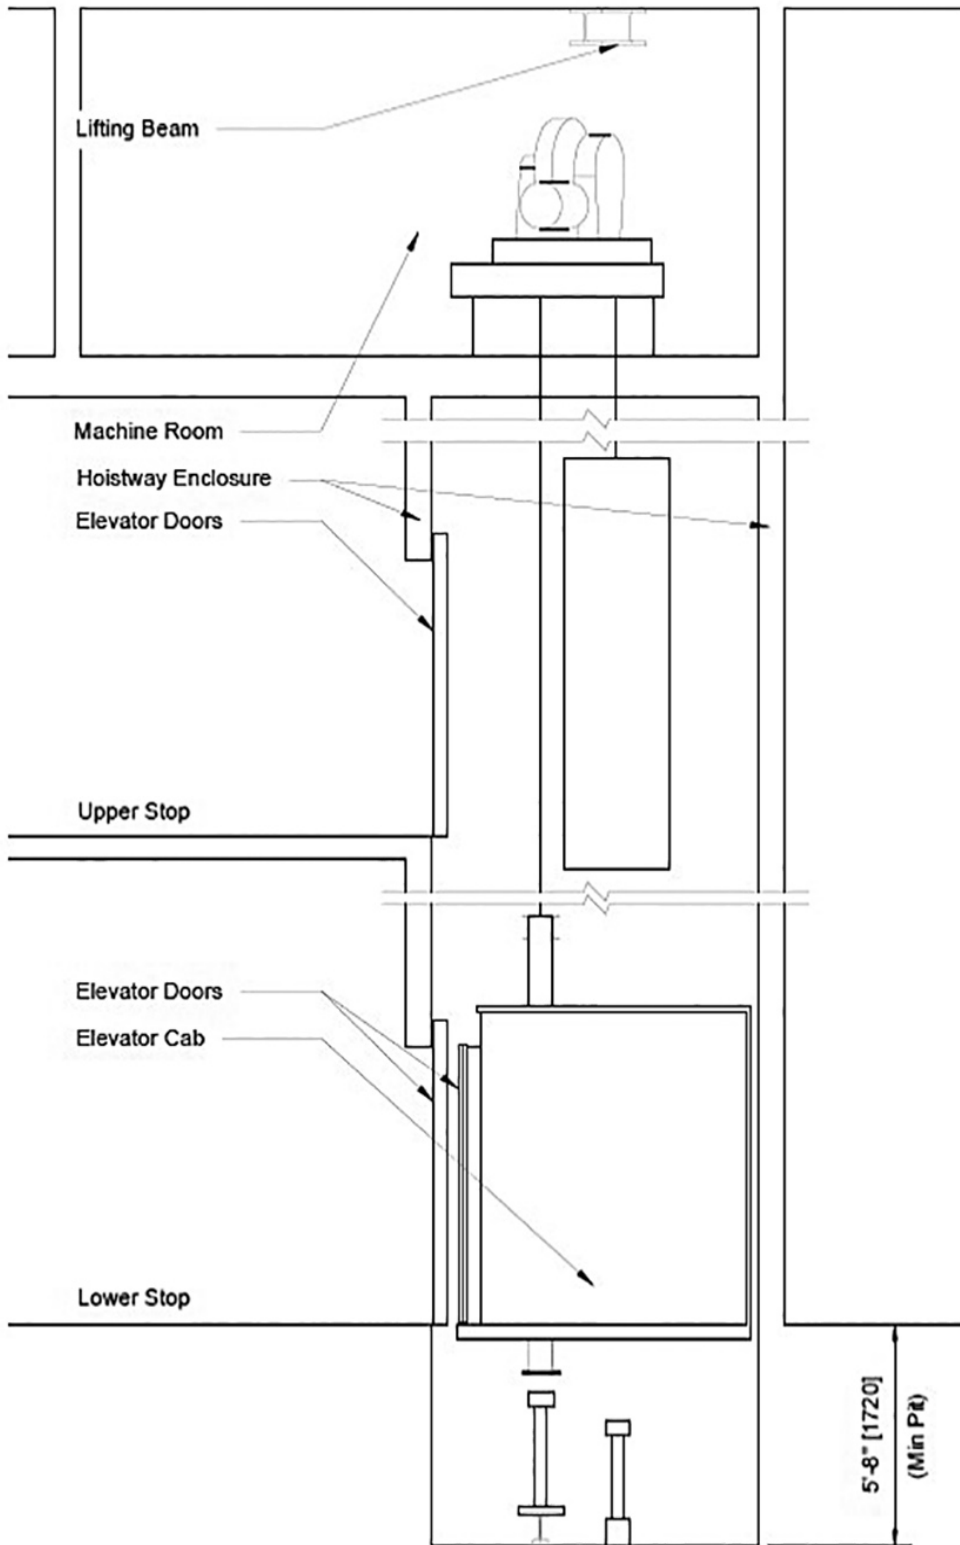 Lifting Beam
Machine Room
Hoistway Enclosure
Elevator Doors
Upper Stop
Elevator Doors
Elevator Cab
Lower Stop
5'-8" [1720]
(Min Pit)